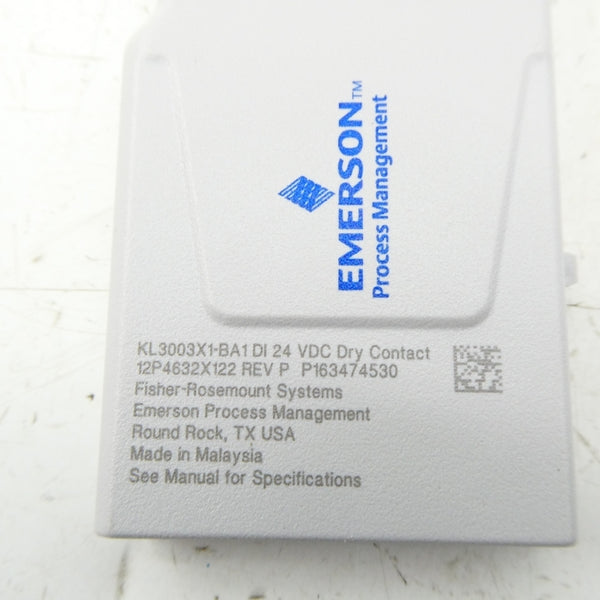 EMERSON™
Process Management
KL3003X1-BA1 DI 24 VDC Dry Contact
12P4632X122 REV P P163474530
Fisher-Rosemount Systems
Emerson Process Management
Round Rock, TX USA
Made in Malaysia
See Manual for Specifications